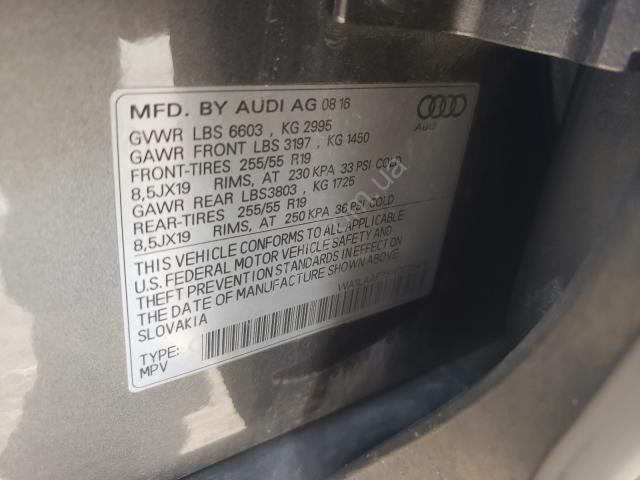 MFD. BY AUDI AG 08 16
Audi
GVWR LBS 6603 , KG 2995
GAWR FRONT LBS 3197 , KG 1450
FRONT-TIRES 255/55 R19
8,5JX19 RIMS, AT 230 KPA 33 PSI COLD
GAWR REAR LBS3803 , KG 1725
REAR-TIRES 255/55 R19
8,5JX19 RIMS, AT 250 KPA 36 PSI COLD
THIS VEHICLE CONFORMS TO ALL APPLICABLE
U.S. FEDERAL MOTOR VEHICLE SAFETY AND
THEFT PREVENTION STANDARDS IN EFFECT ON
THE DATE OF MANUFACTURE SHOWN ABOVE.
SLOVAKIA
TYPE:
MPV